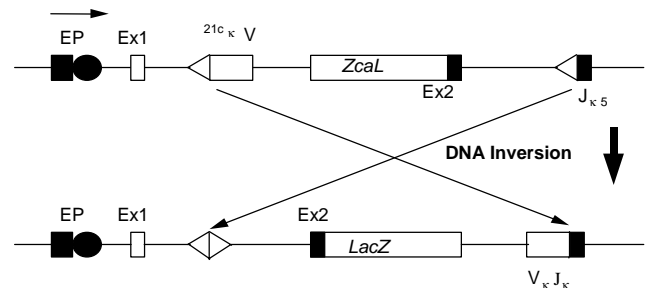 EP Ex1 21c κ V ZcaL Ex2 J κ 5
DNA Inversion
EP Ex1 Ex2 LacZ V κ J κ